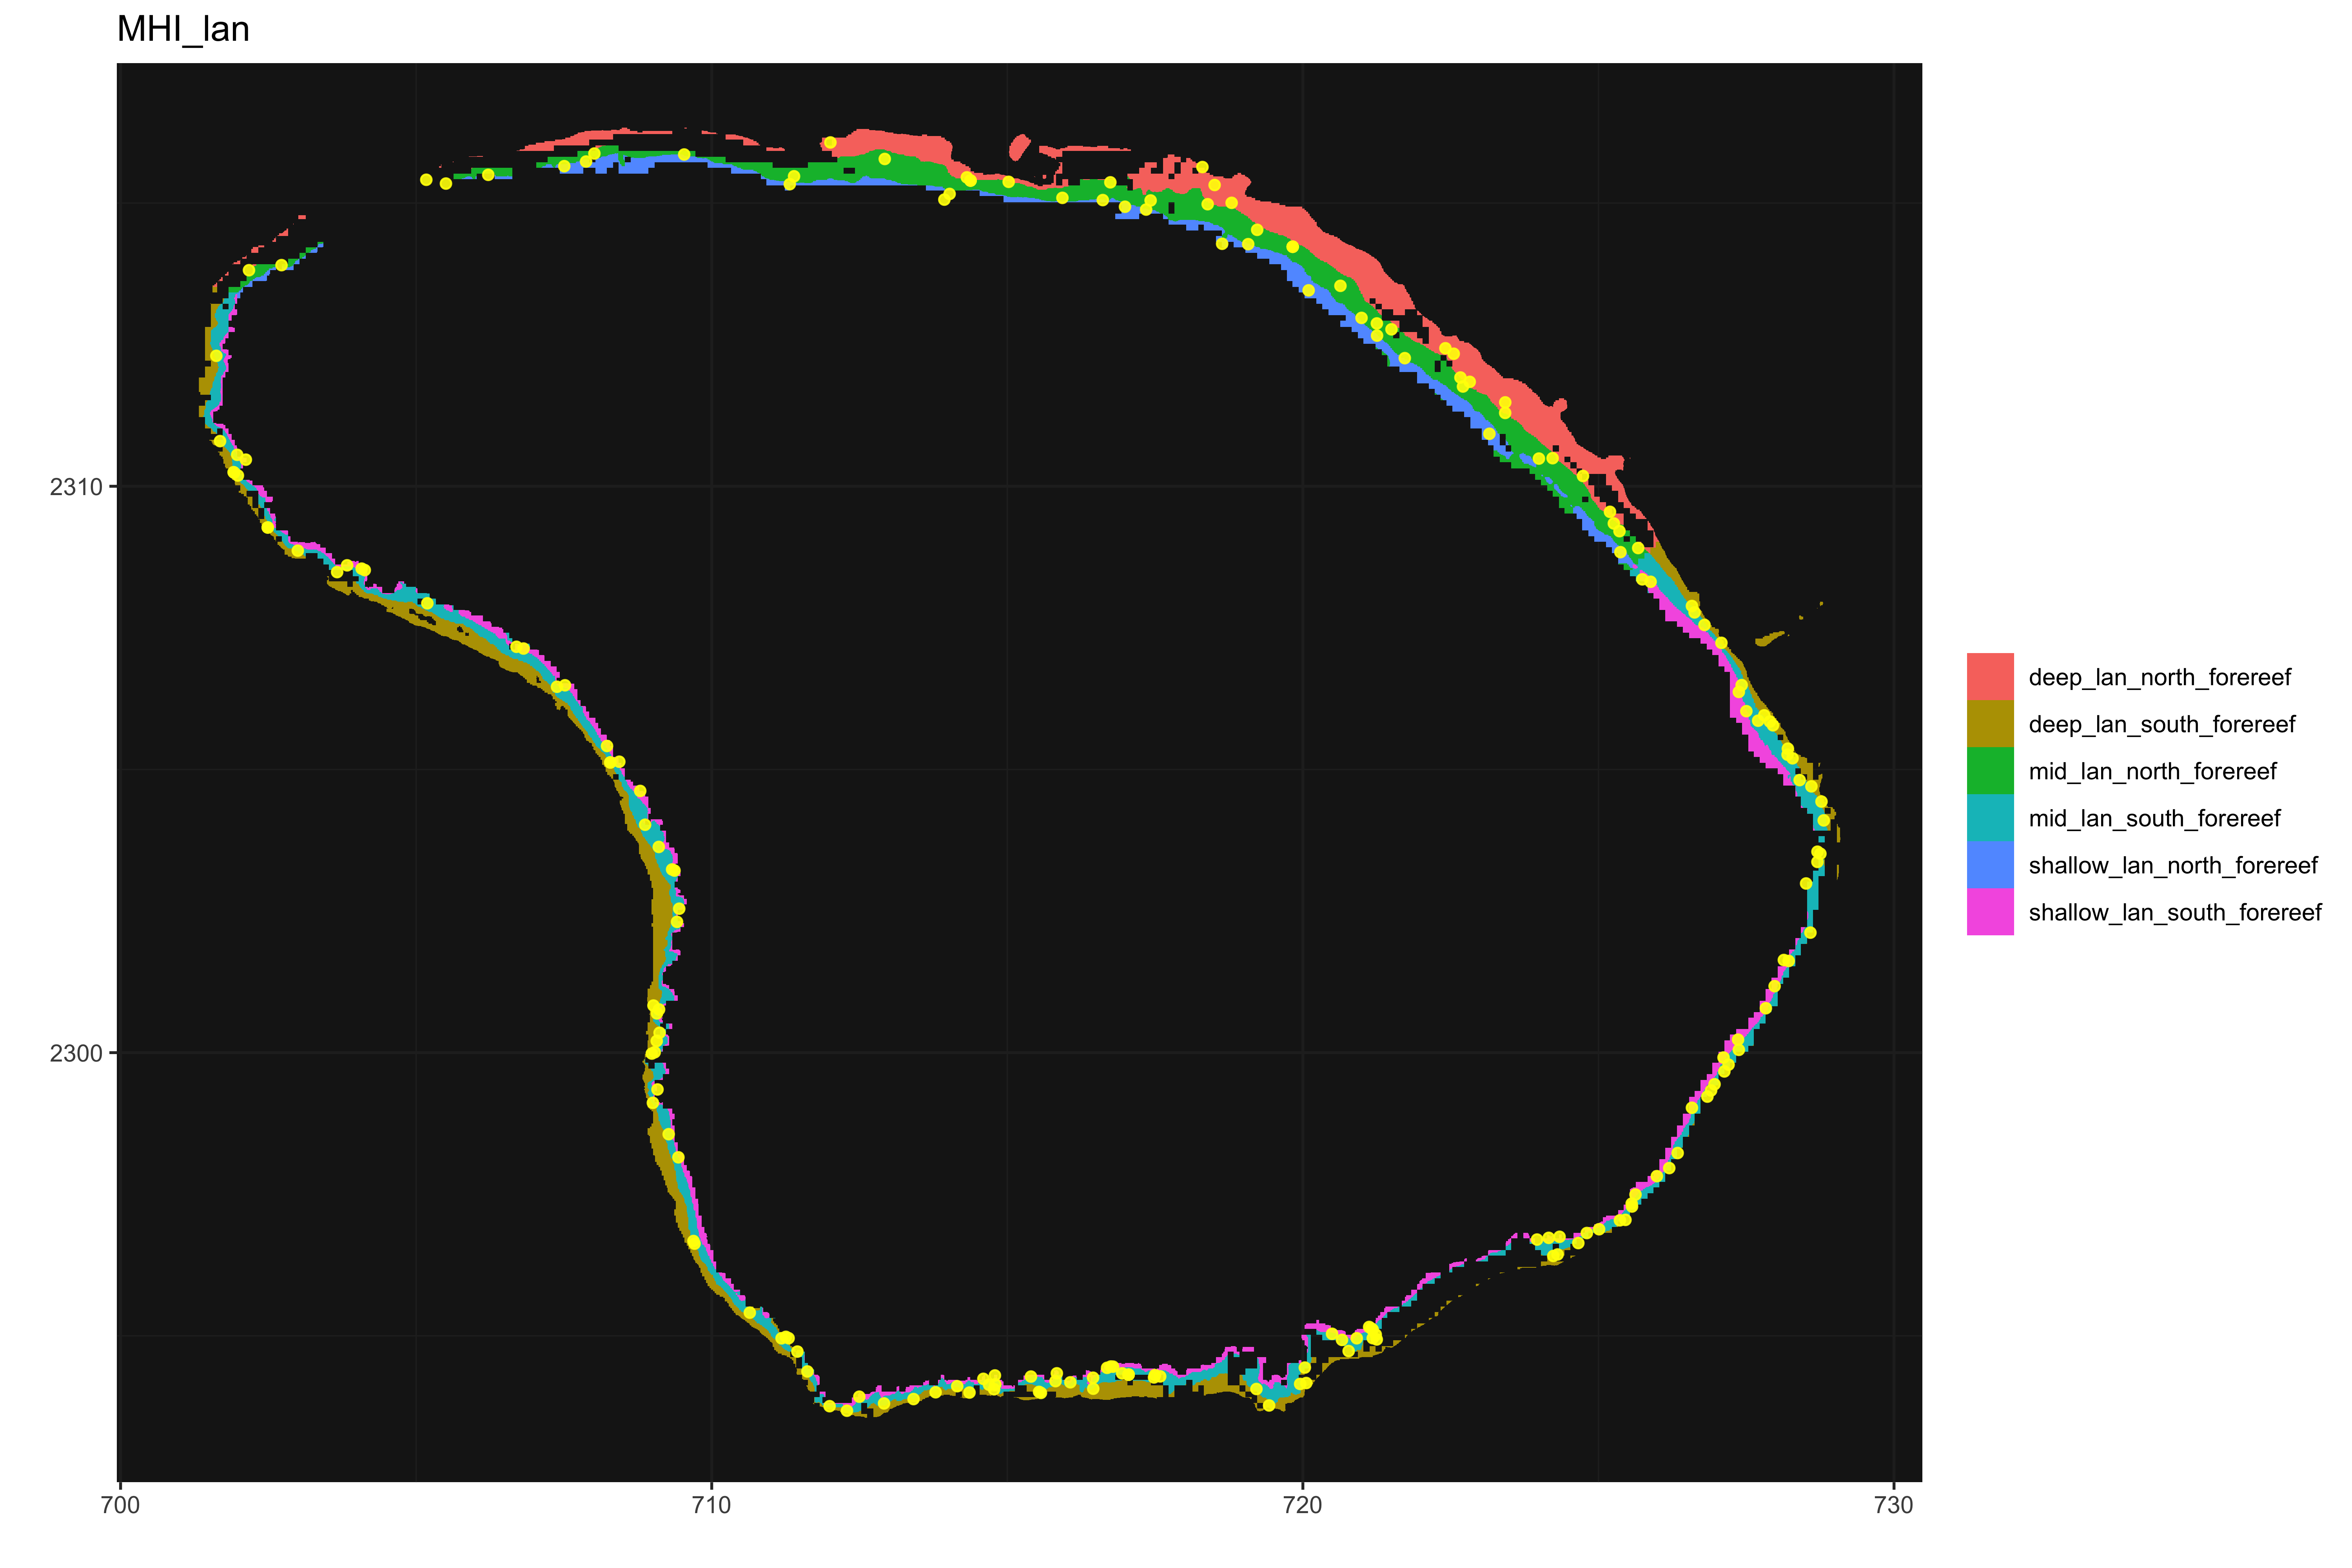 MHI_lan
2310
2300
700
710
720
730
deep_lan_north_forereef
deep_lan_south_forereef
mid_lan_north_forereef
mid_lan_south_forereef
shallow_lan_north_forereef
shallow_lan_south_forereef